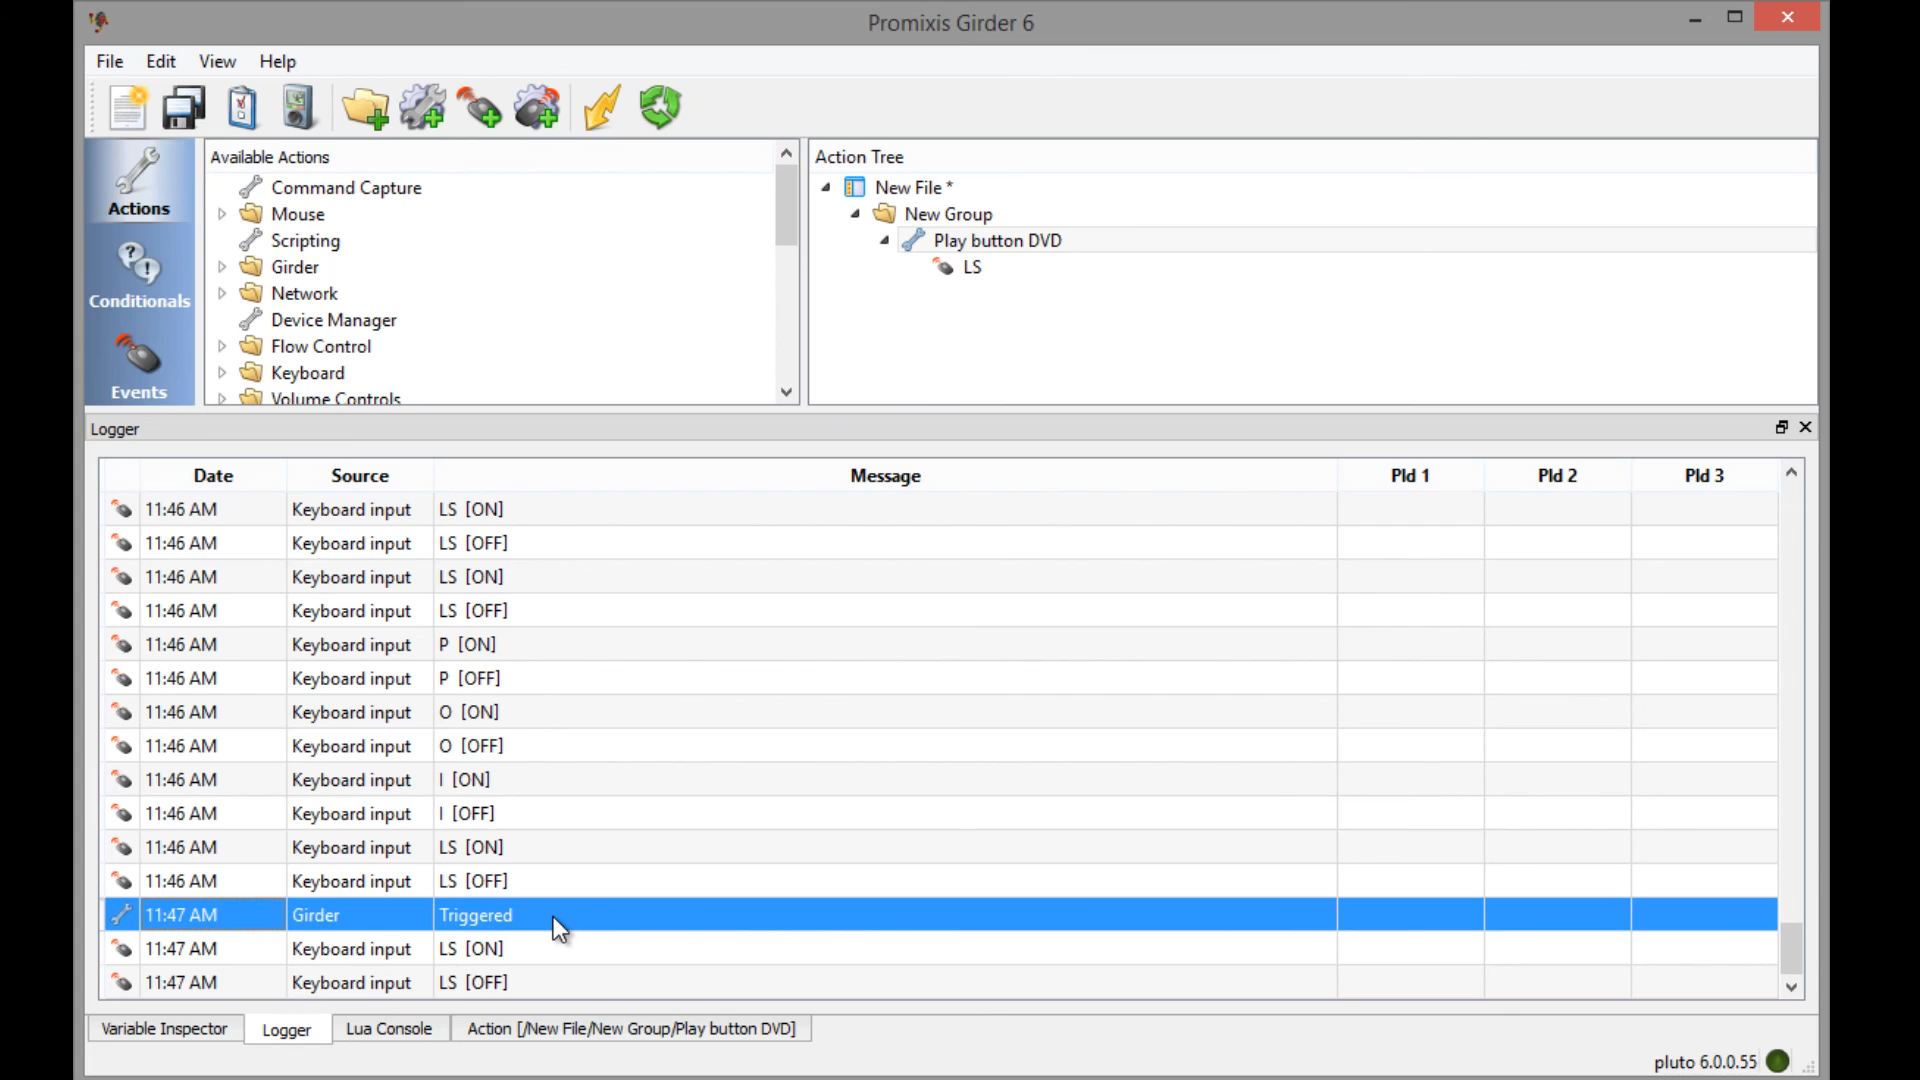 Promixis Girder 6
File Edit View Help
Actions
Conditionals
Events
Available Actions
Command Capture
Mouse
Scripting
Girder
Network
Device Manager
Flow Control
Keyboard
Volume Controls
Action Tree
New File *
New Group
Play button DVD
LS
Logger
Date Source Message Pld 1 Pld 2 Pld 3
11:46 AM Keyboard input LS [ON]
11:46 AM Keyboard input LS [OFF]
11:46 AM Keyboard input LS [ON]
11:46 AM Keyboard input LS [OFF]
11:46 AM Keyboard input P [ON]
11:46 AM Keyboard input P [OFF]
11:46 AM Keyboard input O [ON]
11:46 AM Keyboard input O [OFF]
11:46 AM Keyboard input I [ON]
11:46 AM Keyboard input I [OFF]
11:46 AM Keyboard input LS [ON]
11:46 AM Keyboard input LS [OFF]
11:47 AM Girder Triggered
11:47 AM Keyboard input LS [ON]
11:47 AM Keyboard input LS [OFF]
Variable Inspector Logger Lua Console Action [/New File/New Group/Play button DVD]
pluto 6.0.0.55